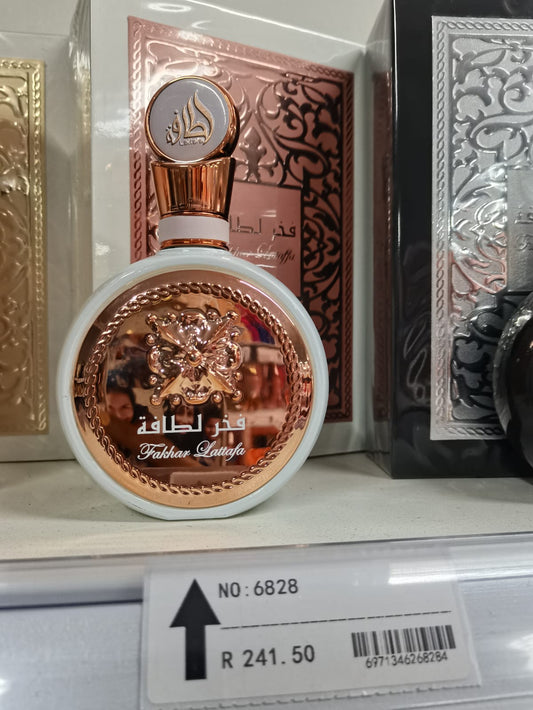 لطافة
فخر لطافة
فخر لطافة
Fakhar Lattafa
NO:6828
R 241.50
6971346268284